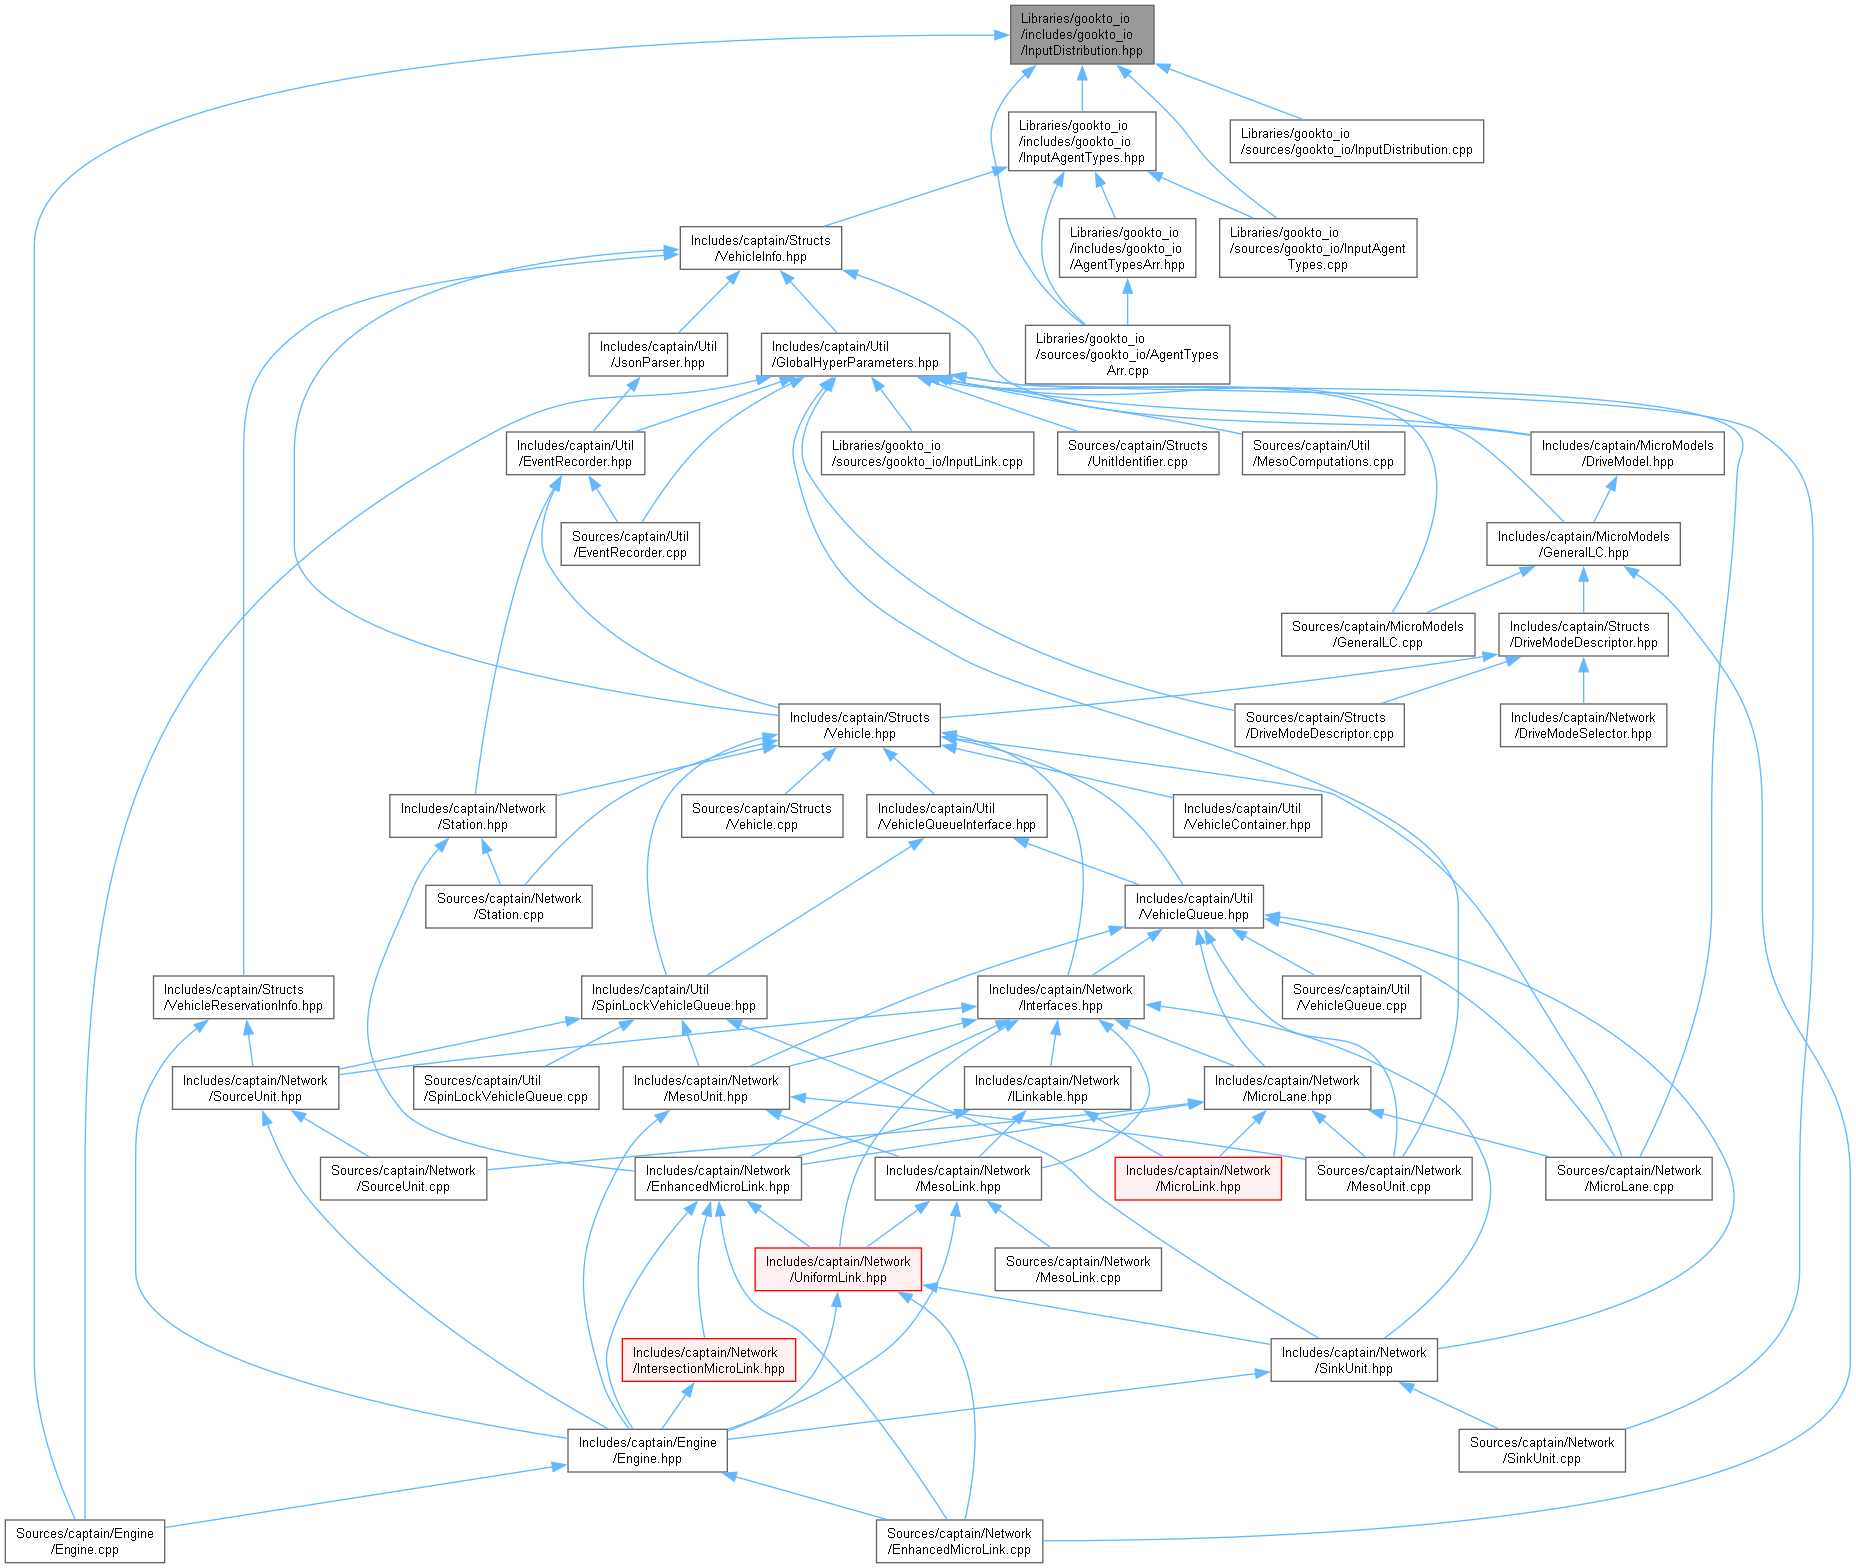 Libraries/gookto_io
/includes/gookto_io
/InputDistribution.hpp
Libraries/gookto_io
/includes/gookto_io
/InputAgentTypes.hpp
Libraries/gookto_io
/sources/gookto_io/InputDistribution.cpp
Includes/captain/Structs
/VehicleInfo.hpp
Libraries/gookto_io
/includes/gookto_io
/AgentTypesArr.hpp
Libraries/gookto_io
/sources/gookto_io/InputAgent
Types.cpp
Includes/captain/Util
/JsonParser.hpp
Includes/captain/Util
/GlobalHyperParameters.hpp
Libraries/gookto_io
/sources/gookto_io/AgentTypes
Arr.cpp
Includes/captain/Util
/EventRecorder.hpp
Libraries/gookto_io
/sources/gookto_io/InputLink.cpp
Sources/captain/Structs
/UnitIdentifier.cpp
Sources/captain/Util
/MesoComputations.cpp
Includes/captain/MicroModels
/DriveModel.hpp
Sources/captain/Util
/EventRecorder.cpp
Includes/captain/MicroModels
/GeneralLC.hpp
Sources/captain/MicroModels
/GeneralLC.cpp
Includes/captain/Structs
/DriveModeDescriptor.hpp
Includes/captain/Structs
/Vehicle.hpp
Sources/captain/Structs
/DriveModeDescriptor.cpp
Includes/captain/Network
/DriveModeSelector.hpp
Includes/captain/Network
/Station.hpp
Sources/captain/Structs
/Vehicle.cpp
Includes/captain/Util
/VehicleQueueInterface.hpp
Includes/captain/Util
/VehicleContainer.hpp
Sources/captain/Network
/Station.cpp
Includes/captain/Util
/VehicleQueue.hpp
Includes/captain/Structs
/VehicleReservationInfo.hpp
Includes/captain/Util
/SpinLockVehicleQueue.hpp
Includes/captain/Network
/Interfaces.hpp
Sources/captain/Util
/VehicleQueue.cpp
Includes/captain/Network
/SourceUnit.hpp
Sources/captain/Util
/SpinLockVehicleQueue.cpp
Includes/captain/Network
/MesoUnit.hpp
Includes/captain/Network
/ILinkable.hpp
Includes/captain/Network
/MicroLane.hpp
Sources/captain/Network
/SourceUnit.cpp
Includes/captain/Network
/EnhancedMicroLink.hpp
Includes/captain/Network
/MesoLink.hpp
Includes/captain/Network
/MicroLink.hpp
Sources/captain/Network
/MesoUnit.cpp
Sources/captain/Network
/MicroLane.cpp
Includes/captain/Network
/UniformLink.hpp
Sources/captain/Network
/MesoLink.cpp
Includes/captain/Network
/IntersectionMicroLink.hpp
Includes/captain/Network
/SinkUnit.hpp
Includes/captain/Engine
/Engine.hpp
Sources/captain/Network
/SinkUnit.cpp
Sources/captain/Engine
/Engine.cpp
Sources/captain/Network
/EnhancedMicroLink.cpp